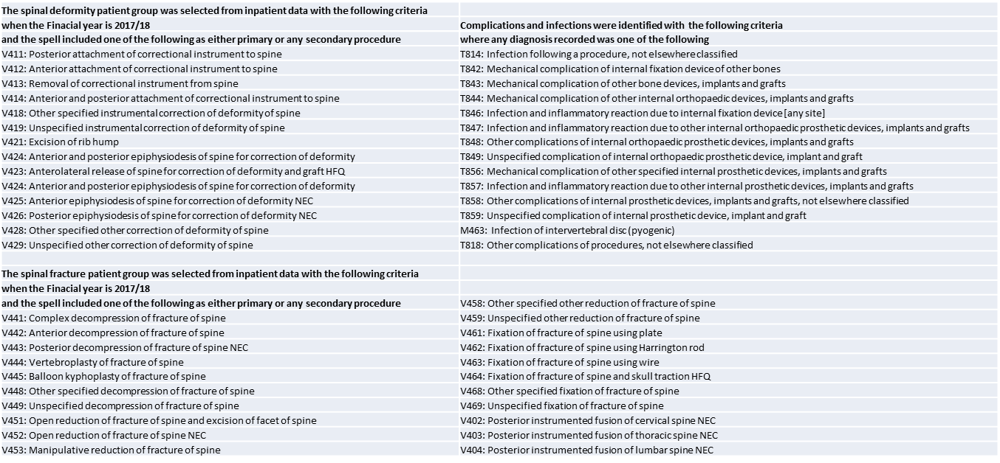 The spinal deformity patient group was selected from inpatient data with the following criteria
when the Finacial year is 2017/18
and the spell included one of the following as either primary or any secondary procedure
V411: Posterior attachment of correctional instrument to spine
V412: Anterior attachment of correctional instrument to spine
V413: Removal of correctional instrument from spine
V414: Anterior and posterior attachment of correctional instrument to spine
V418: Other specified instrumental correction of deformity of spine
V419: Unspecified instrumental correction of deformity of spine
V421: Excision of rib hump
V424: Anterior and posterior epiphysiodesis of spine for correction of deformity
V423: Anterolateral release of spine for correction of deformity and graft HFQ
V424: Anterior and posterior epiphysiodesis of spine for correction of deformity
V425: Anterior epiphysiodesis of spine for correction of deformity NEC
V426: Posterior epiphysiodesis of spine for correction of deformity NEC
V428: Other specified other correction of deformity of spine
V429: Unspecified other correction of deformity of spine
Complications and infections were identified with the following criteria
where any diagnosis recorded was one of the following
T814: Infection following a procedure, not elsewhere classified
T842: Mechanical complication of internal fixation device of other bones
T843: Mechanical complication of other bone devices, implants and grafts
T844: Mechanical complication of other internal orthopaedic devices, implants and grafts
T846: Infection and inflammatory reaction due to internal fixation device [any site]
T847: Infection and inflammatory reaction due to other internal orthopaedic prosthetic devices, implants and grafts
T848: Other complications of internal orthopaedic prosthetic devices, implants and grafts
T849: Unspecified complication of internal orthopaedic prosthetic device, implant and graft
T856: Mechanical complication of other specified internal prosthetic devices, implants and grafts
T857: Infection and inflammatory reaction due to other internal prosthetic devices, implants and grafts
T858: Other complications of internal prosthetic devices, implants and grafts, not elsewhere classified
T859: Unspecified complication of internal prosthetic device, implant and graft
M463: Infection of intervertebral disc (pyogenic)
T818: Other complications of procedures, not elsewhere classified
The spinal fracture patient group was selected from inpatient data with the following criteria
when the Finacial year is 2017/18
and the spell included one of the following as either primary or any secondary procedure
V441: Complex decompression of fracture of spine
V442: Anterior decompression of fracture of spine
V443: Posterior decompression of fracture of spine NEC
V444: Vertebroplasty of fracture of spine
V445: Balloon kyphoplasty of fracture of spine
V448: Other specified decompression of fracture of spine
V449: Unspecified decompression of fracture of spine
V451: Open reduction of fracture of spine and excision of facet of spine
V452: Open reduction of fracture of spine NEC
V453: Manipulative reduction of fracture of spine
V458: Other specified other reduction of fracture of spine
V459: Unspecified other reduction of fracture of spine
V461: Fixation of fracture of spine using plate
V462: Fixation of fracture of spine using Harrington rod
V463: Fixation of fracture of spine using wire
V464: Fixation of fracture of spine and skull traction HFQ
V468: Other specified fixation of fracture of spine
V469: Unspecified fixation of fracture of spine
V402: Posterior instrumented fusion of cervical spine NEC
V403: Posterior instrumented fusion of thoracic spine NEC
V404: Posterior instrumented fusion of lumbar spine NEC